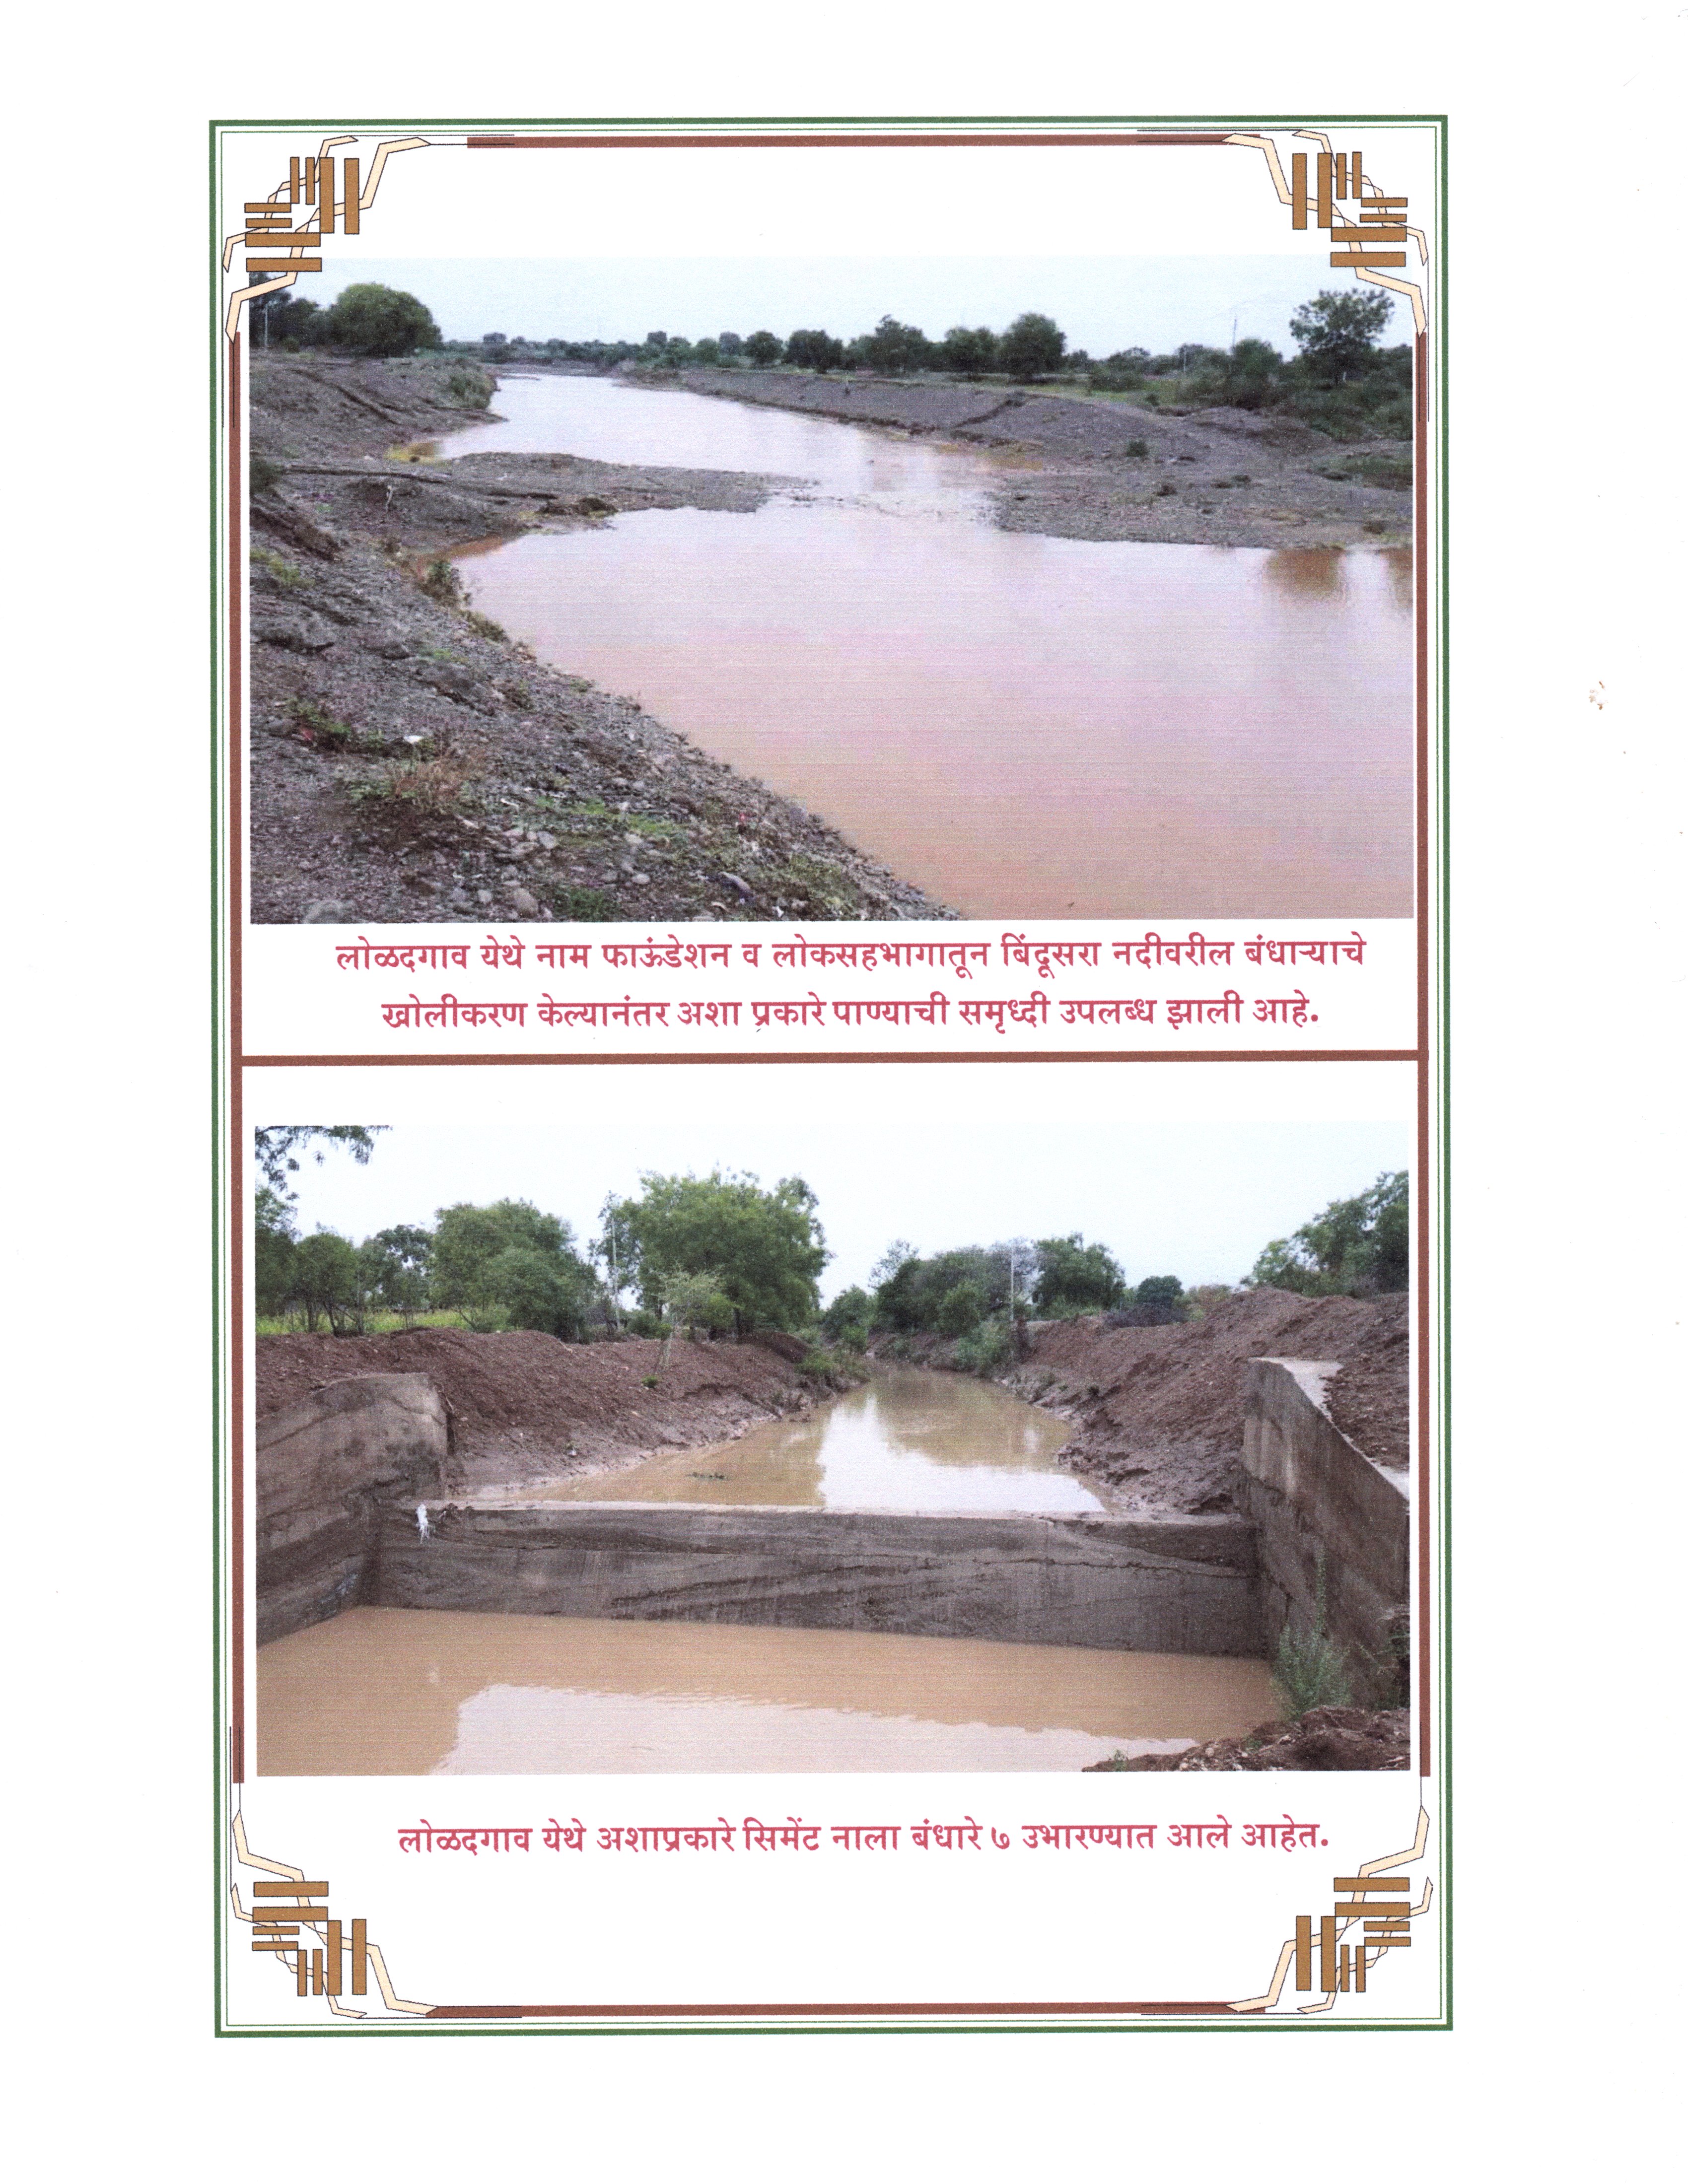 लोळदगाव येथे नाम फाऊंडेशन व लोकसहभागातून बिंदूसरा नदीवरील बंधाऱ्याचे
खोलीकरण केल्यानंतर अशा प्रकारे पाण्याची समृध्दी उपलब्ध झाली आहे.
लोळदगाव येथे अशाप्रकारे सिमेंट नाला बंधारे ७ उभारण्यात आले आहेत.